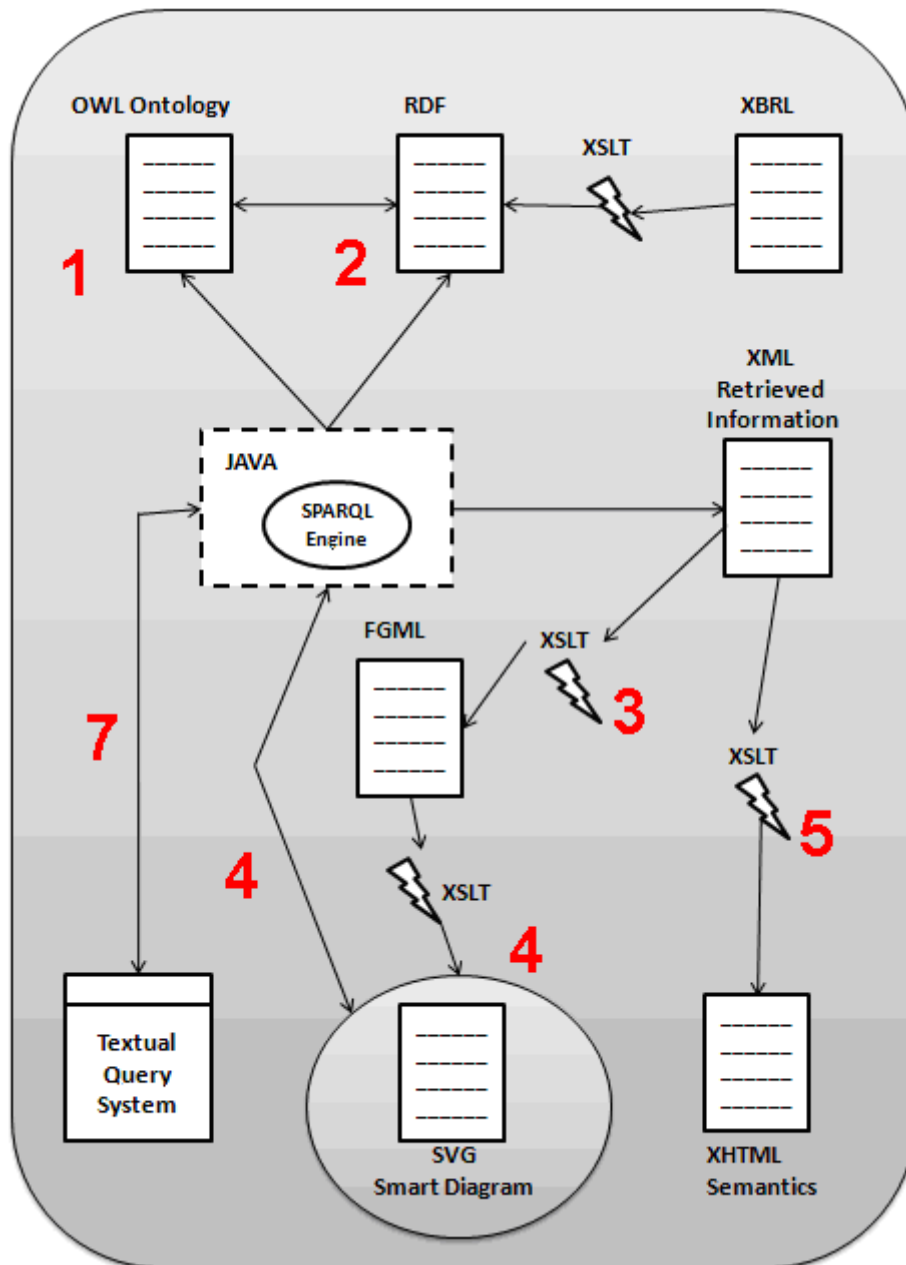 OWL Ontology
RDF
XBRL
XSLT
1
2
XML
Retrieved
Information
JAVA
SPARQL
Engine
FGML
XSLT
3
7
XSLT
5
4
XSLT
4
Textual
Query
System
SVG
Smart Diagram
XHTML
Semantics